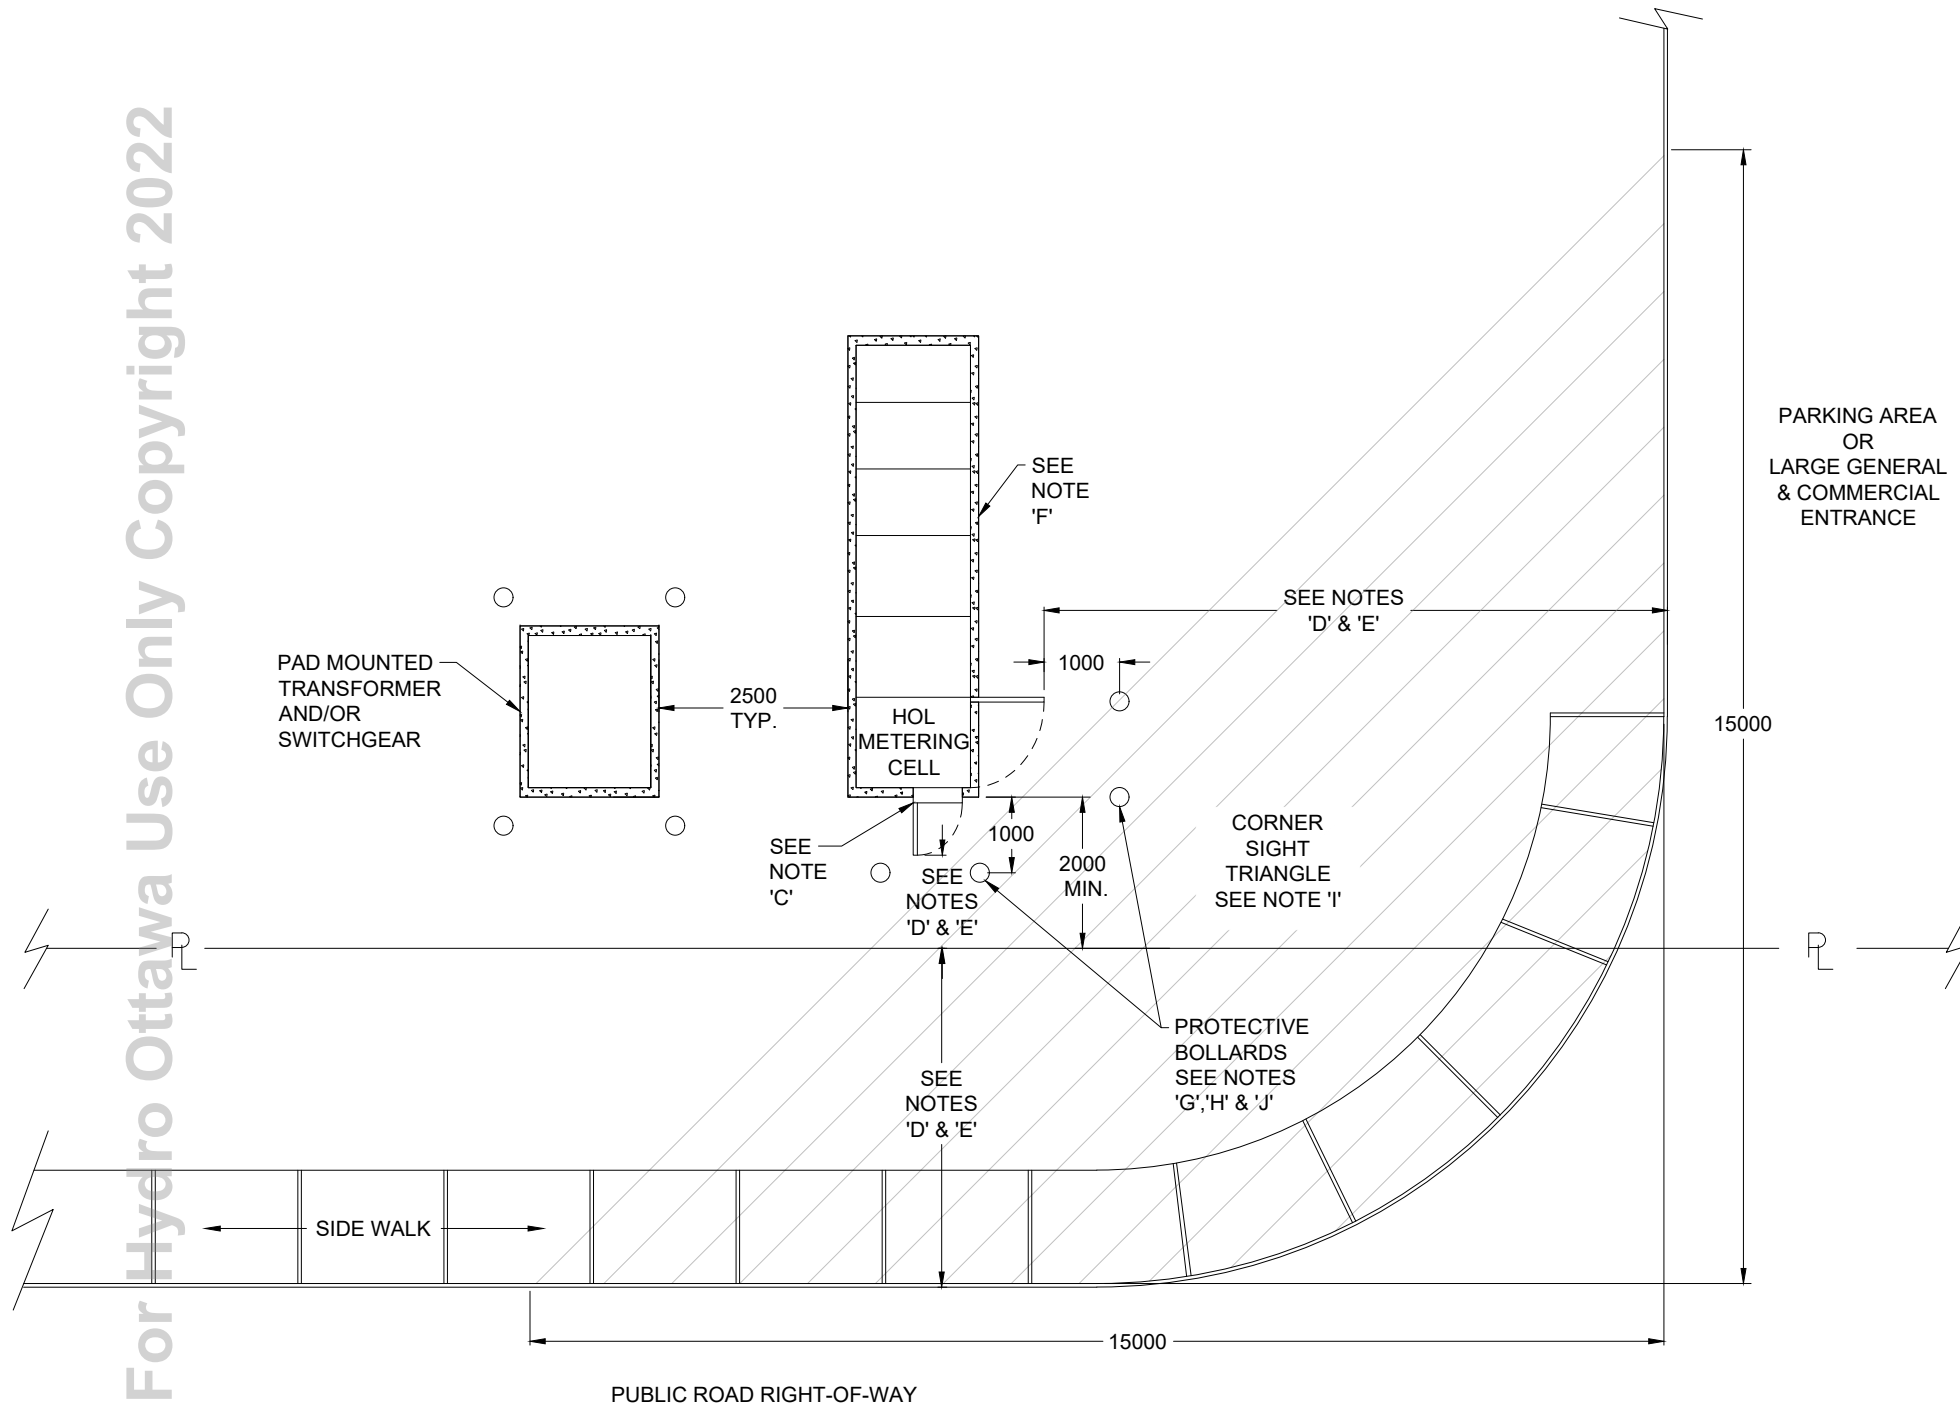 For Hydro Ottawa Use Only Copyright 2022
PARKING AREA
OR
LARGE GENERAL
& COMMERCIAL
ENTRANCE
SEE
NOTE
'F'
SEE NOTES
'D' & 'E'
PAD MOUNTED
TRANSFORMER
AND/OR
SWITCHGEAR
2500
TYP.
1000
HOL
METERING
CELL
15000
SEE
NOTE
'C'
1000
2000
MIN.
SEE
NOTES
'D' & 'E'
CORNER
SIGHT
TRIANGLE
SEE NOTE 'I'
PL
PL
SEE
NOTES
'D' & 'E'
PROTECTIVE
BOLLARDS
SEE NOTES
'G','H' & 'J'
SIDE WALK
15000
PUBLIC ROAD RIGHT-OF-WAY